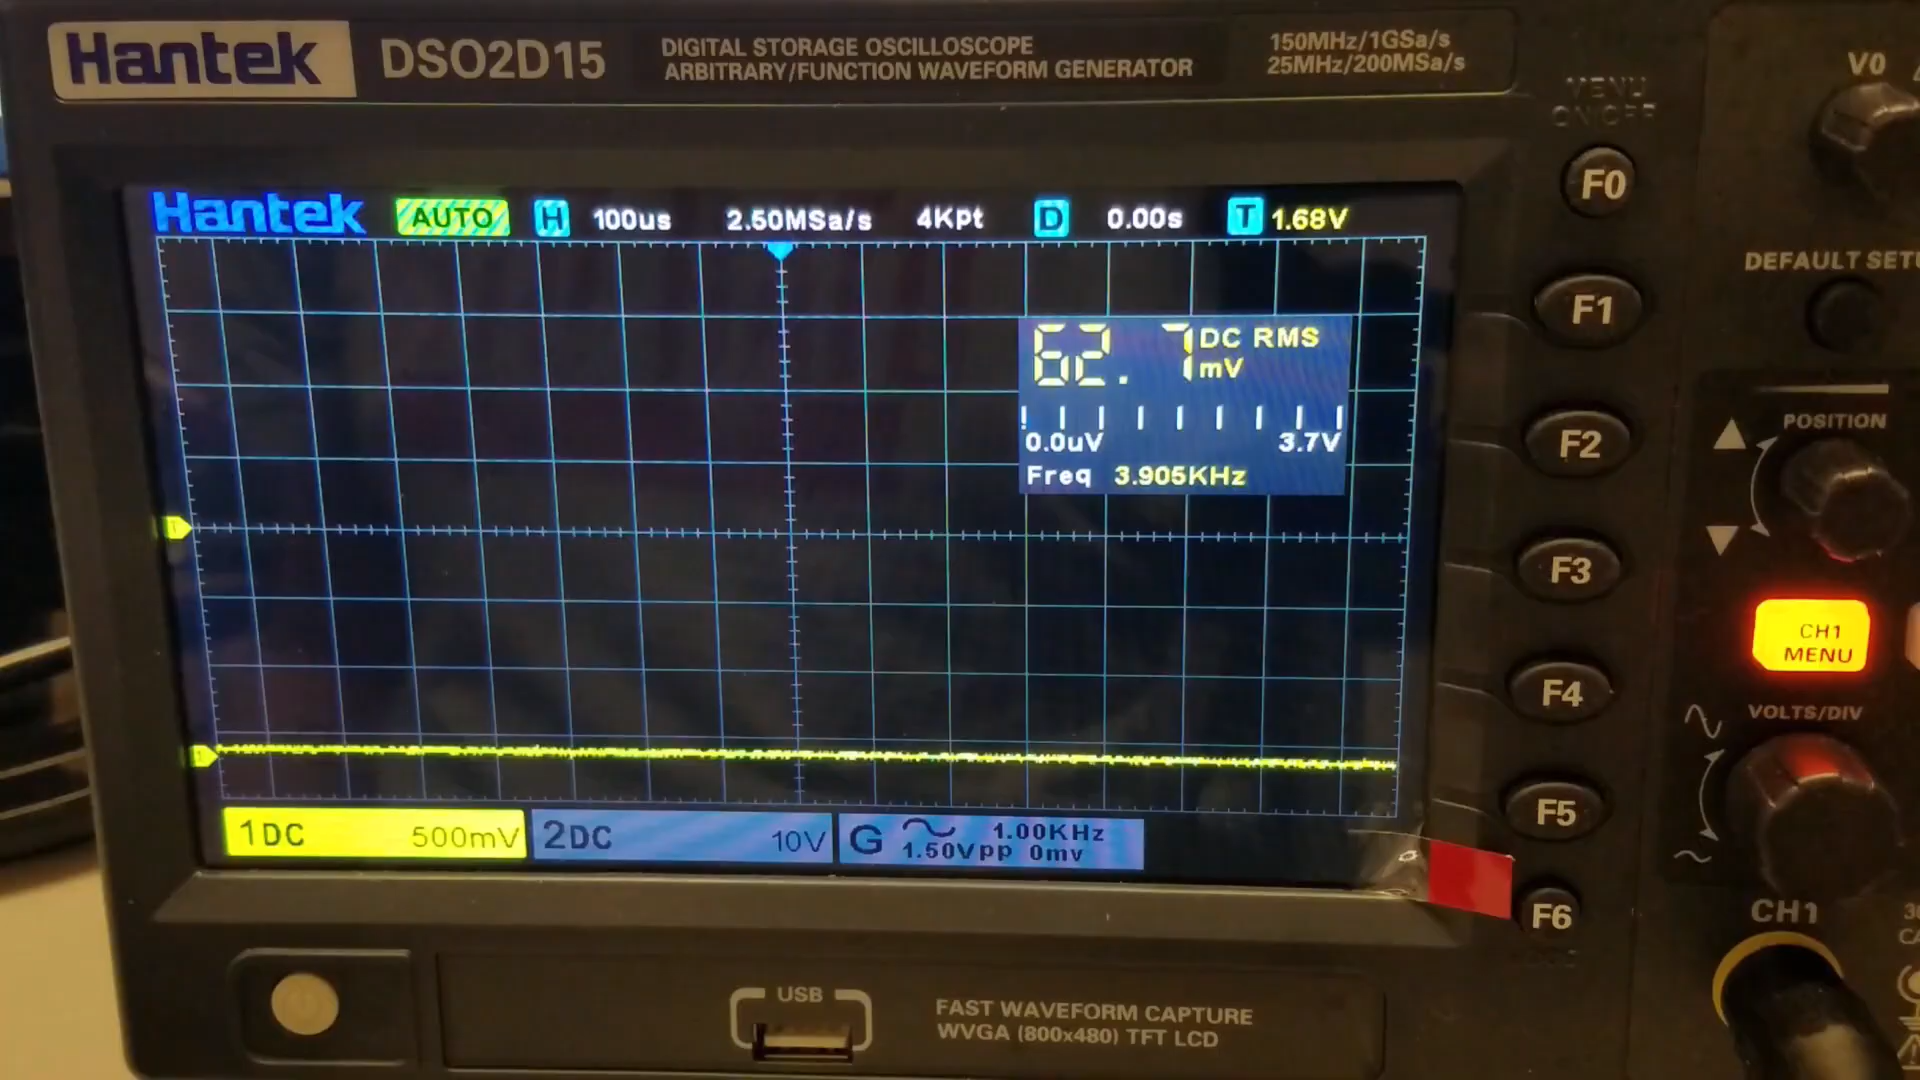 Hantek DSO2D15 DIGITAL STORAGE OSCILLOSCOPE 150MHz/1GSa/s
ARBITRARY/FUNCTION WAVEFORM GENERATOR 25MHz/200MSa/s
MENU
ON/OFF
V0
F0
Hantek AUTO H 100us 2.50MSa/s 4Kpt D 0.00s T 1.68V
DEFAULT SETU
F1
62.7 DC RMS
mV
0.0uV 3.7V
Freq 3.905KHz
POSITION
F2
T
F3
CH1
MENU
F4
VOLTS/DIV
1
F5
1DC 500mV 2DC 10V G 1.00KHz
1.50Vpp 0mv
F6
CH1
USB
FAST WAVEFORM CAPTURE
WVGA (800x480) TFT LCD